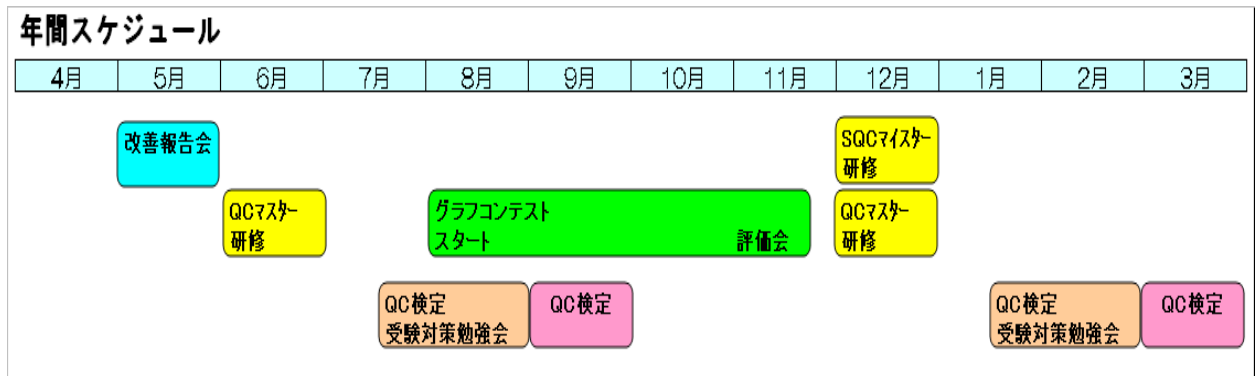 年間スケジュール
4月 5月 6月 7月 8月 9月 10月 11月 12月 1月 2月 3月
改善報告会
SQCマイスター
研修
QCマスター
研修
グラフコンテスト
スタート 評価会
QCマスター
研修
QC検定
受験対策勉強会
QC検定
QC検定
受験対策勉強会
QC検定